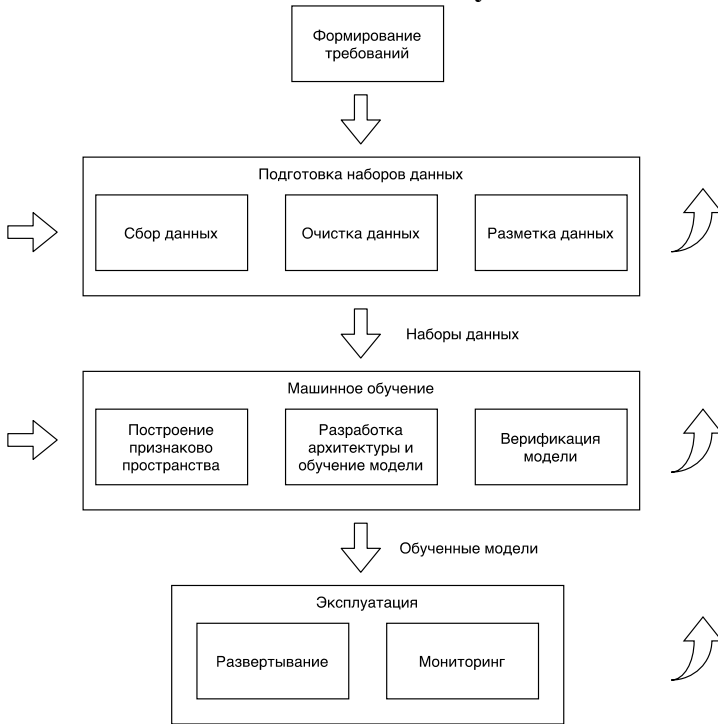 Формирование
требований
Подготовка наборов данных
Сбор данных
Очистка данных
Разметка данных
Наборы данных
Машинное обучение
Построение
признаково
пространства
Разработка
архитектуры и
обучение модели
Верификация
модели
Обученные модели
Эксплуатация
Развертывание
Мониторинг